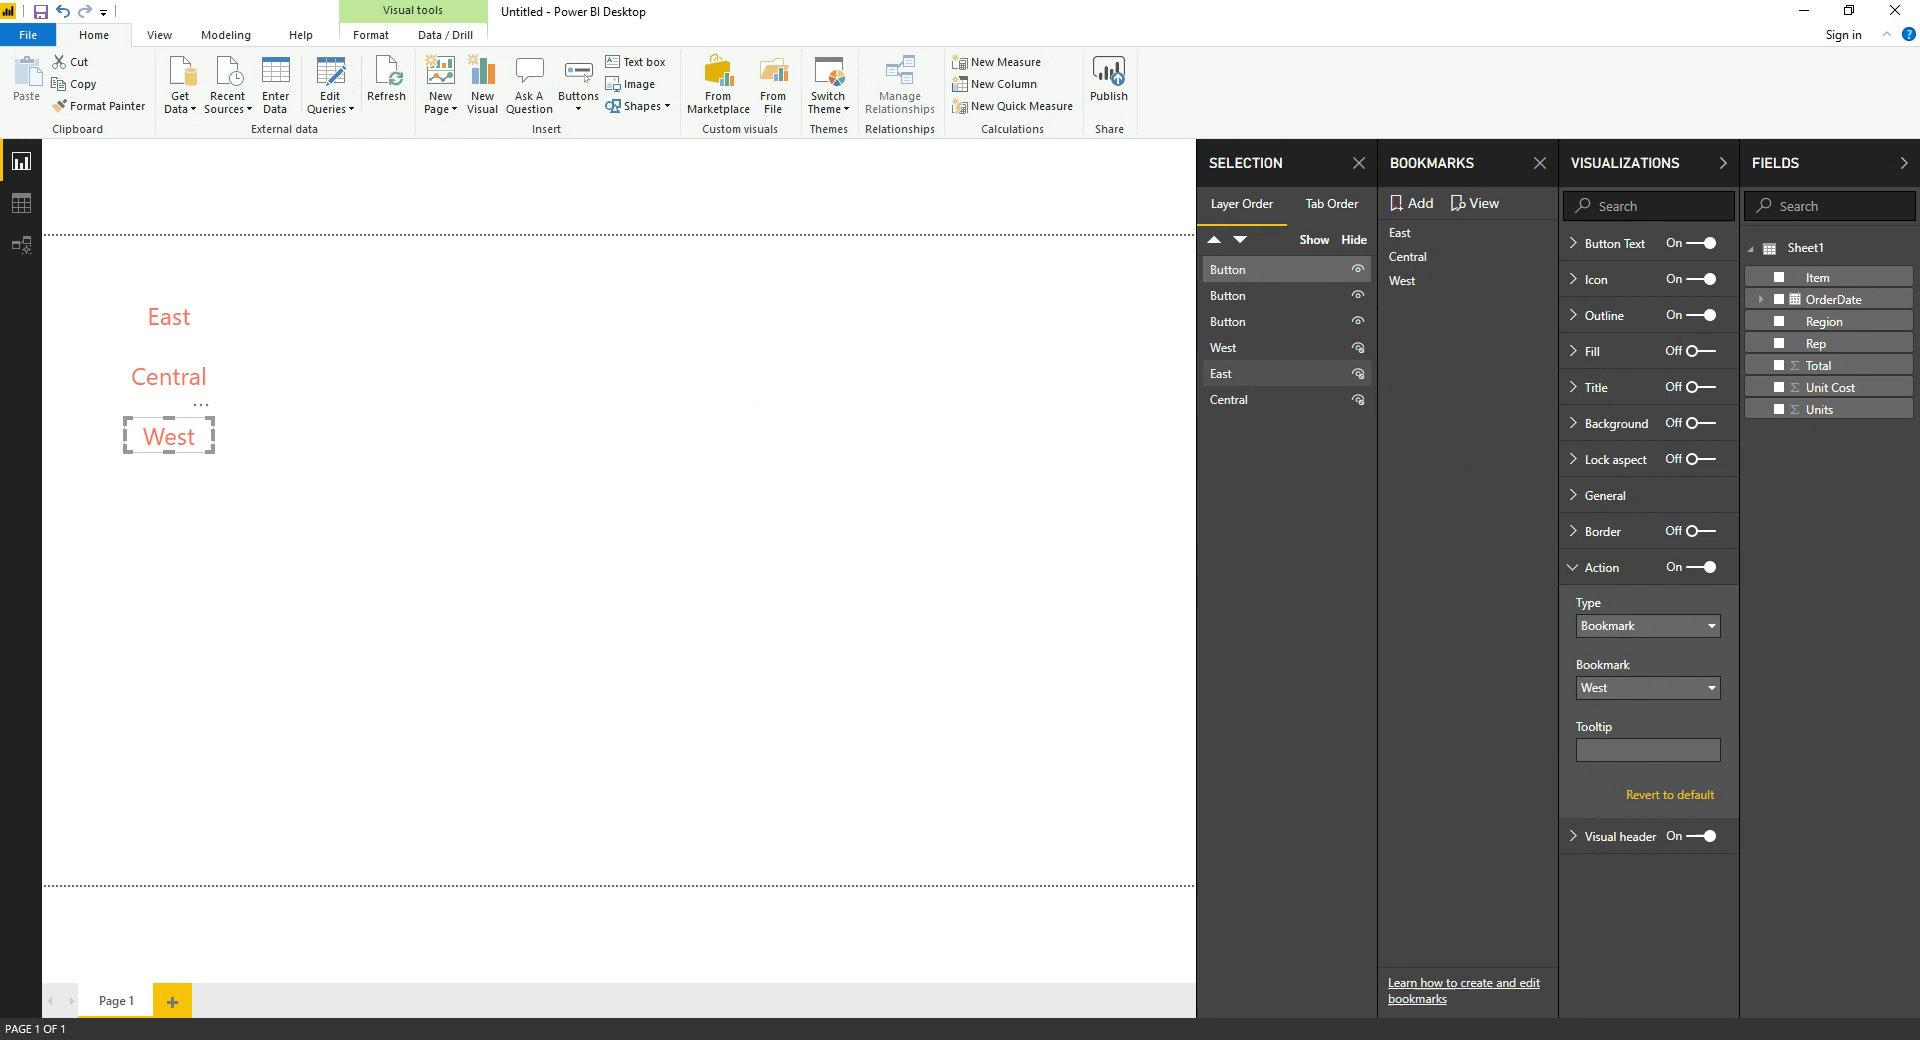 Visual tools
Untitled - Power BI Desktop
File
Home
View
Modeling
Help
Format
Data / Drill
Sign in
?
Paste
Cut
Copy
Format Painter
Clipboard
Get
Data
Recent
Sources
Enter
Data
External data
Edit
Queries
Refresh
New
Page
New
Visual
Ask A
Question
Buttons
Text box
Image
Shapes
Insert
From
Marketplace
From
File
Custom visuals
Switch
Theme
Themes
Manage
Relationships
Relationships
New Measure
New Column
New Quick Measure
Calculations
Publish
Share
East
Central
...
West
SELECTION
Layer Order
Tab Order
Show
Hide
Button
Button
Button
West
East
Central
BOOKMARKS
Add
View
East
Central
West
Learn how to create and edit
bookmarks
VISUALIZATIONS
Search
Button Text On
Icon On
Outline On
Fill Off
Title Off
Background Off
Lock aspect Off
General
Border Off
Action On
Type
Bookmark
Bookmark
West
Tooltip
Revert to default
Visual header On
FIELDS
Search
Sheet1
Item
OrderDate
Region
Rep
Σ Total
Σ Unit Cost
Σ Units
Page 1
PAGE 1 OF 1